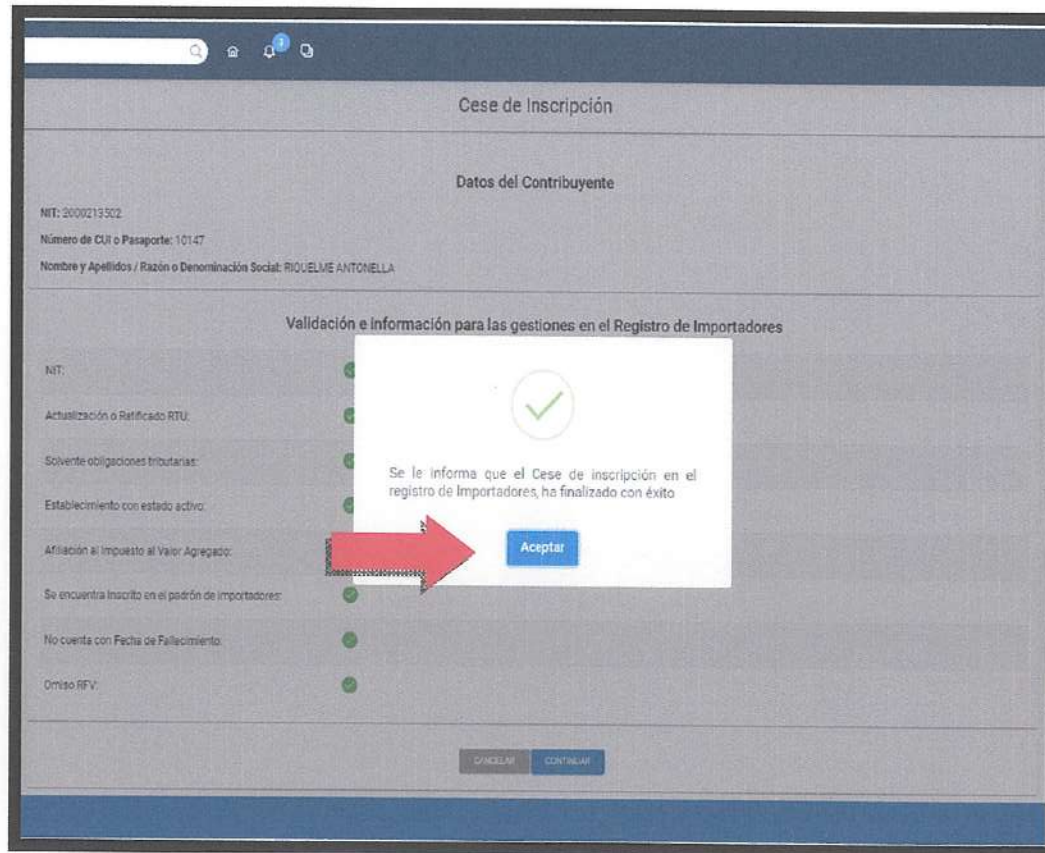 3
Cese de Inscripción
Datos del Contribuyente
NIT: 2000213502
Número de CUI o Pasaporte: 10147
Nombre y Apellidos / Razón o Denominación Social: RIQUELME ANTONELLA
Validación e información para las gestiones en el Registro de Importadores
NIT:
Actualización o Ratificado RTU:
Solvente obligaciones tributarias:
Se le informa que el Cese de inscripción en el
registro de Importadores, ha finalizado con éxito
Establecimiento con estado activo:
Afiliación al Impuesto al Valor Agregado:
Aceptar
Se encuentra inscrito en el padrón de importadores:
No cuenta con Fecha de Fallecimiento:
Omiso RFV:
CANCELAR CONTINUAR